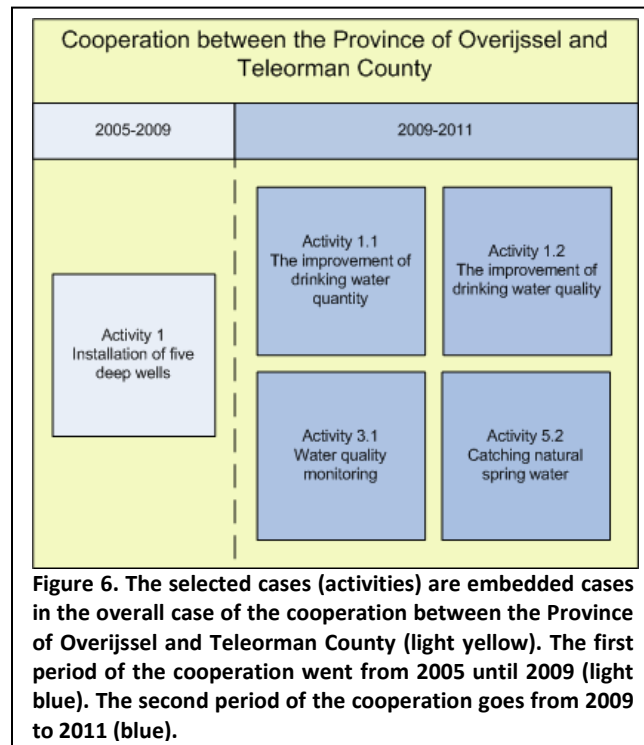 Cooperation between the Province of Overijssel and
Teleorman County
2005-2009
2009-2011
Activity 1
Installation of five
deep wells
Activity 1.1
The improvement of
drinking water
quantity
Activity 1.2
The improvement of
drinking water quality
Activity 3.1
Water quality
monitoring
Activity 5.2
Catching natural
spring water
Figure 6. The selected cases (activities) are embedded cases
in the overall case of the cooperation between the Province
of Overijssel and Teleorman County (light yellow). The first
period of the cooperation went from 2005 until 2009 (light
blue). The second period of the cooperation goes from 2009
to 2011 (blue).